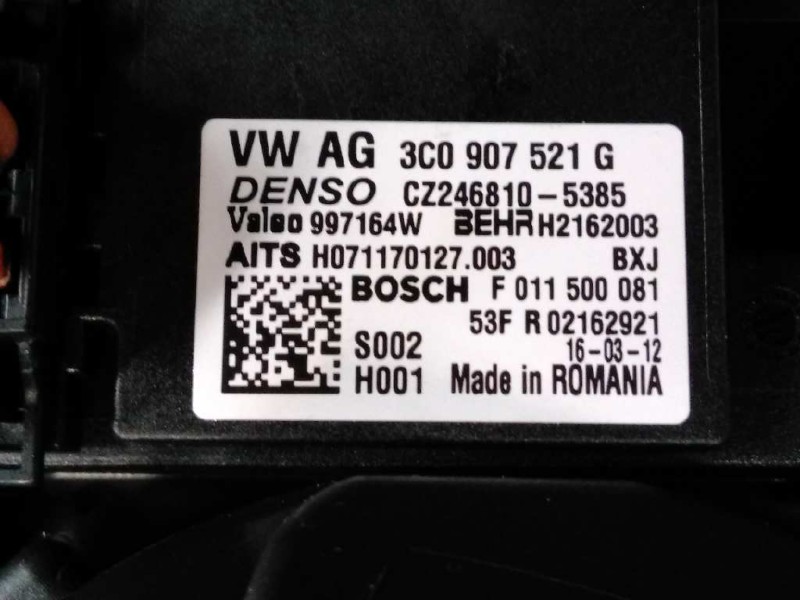 VW AG 3C0 907 521 G
DENSO CZ246810-5385
Valeo 997164W BEHR H2162003
AITS H071170127.003 BXJ
BOSCH F 011 500 081
53F R 02162921
S002 16-03-12
H001 Made in ROMANIA